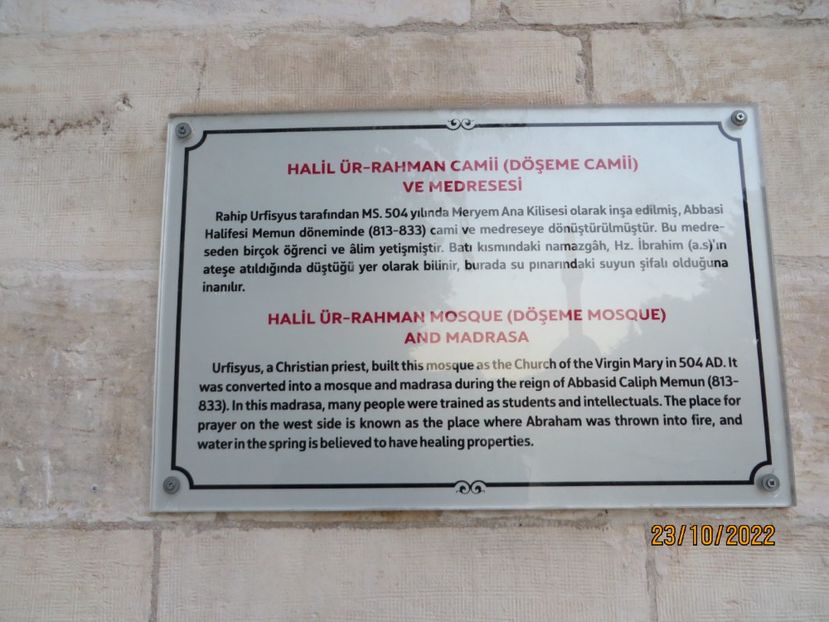 HALİL ÜR-RAHMAN CAMİİ (DÖŞEME CAMİİ)
VE MEDRESESİ
Rahip Urfisyus tarafından MS. 504 yılında Meryem Ana Kilisesi olarak inşa edilmiş, Abbasi
Halifesi Memun döneminde (813-833) cami ve medreseye dönüştürülmüştür. Bu medre-
seden birçok öğrenci ve âlim yetişmiştir. Batı kısmındaki namazgâh, Hz. İbrahim (a.s)'ın
ateşe atıldığında düştüğü yer olarak bilinir, burada su pınarındaki suyun şifalı olduğuna
inanılır.
HALİL ÜR-RAHMAN MOSQUE (DÖŞEME MOSQUE)
AND MADRASA
Urfisyus, a Christian priest, built this mosque as the Church of the Virgin Mary in 504 AD. It
was converted into a mosque and madrasa during the reign of Abbasid Caliph Memun (813-
833). In this madrasa, many people were trained as students and intellectuals. The place for
prayer on the west side is known as the place where Abraham was thrown into fire, and
water in the spring is believed to have healing properties.
23/10/2022